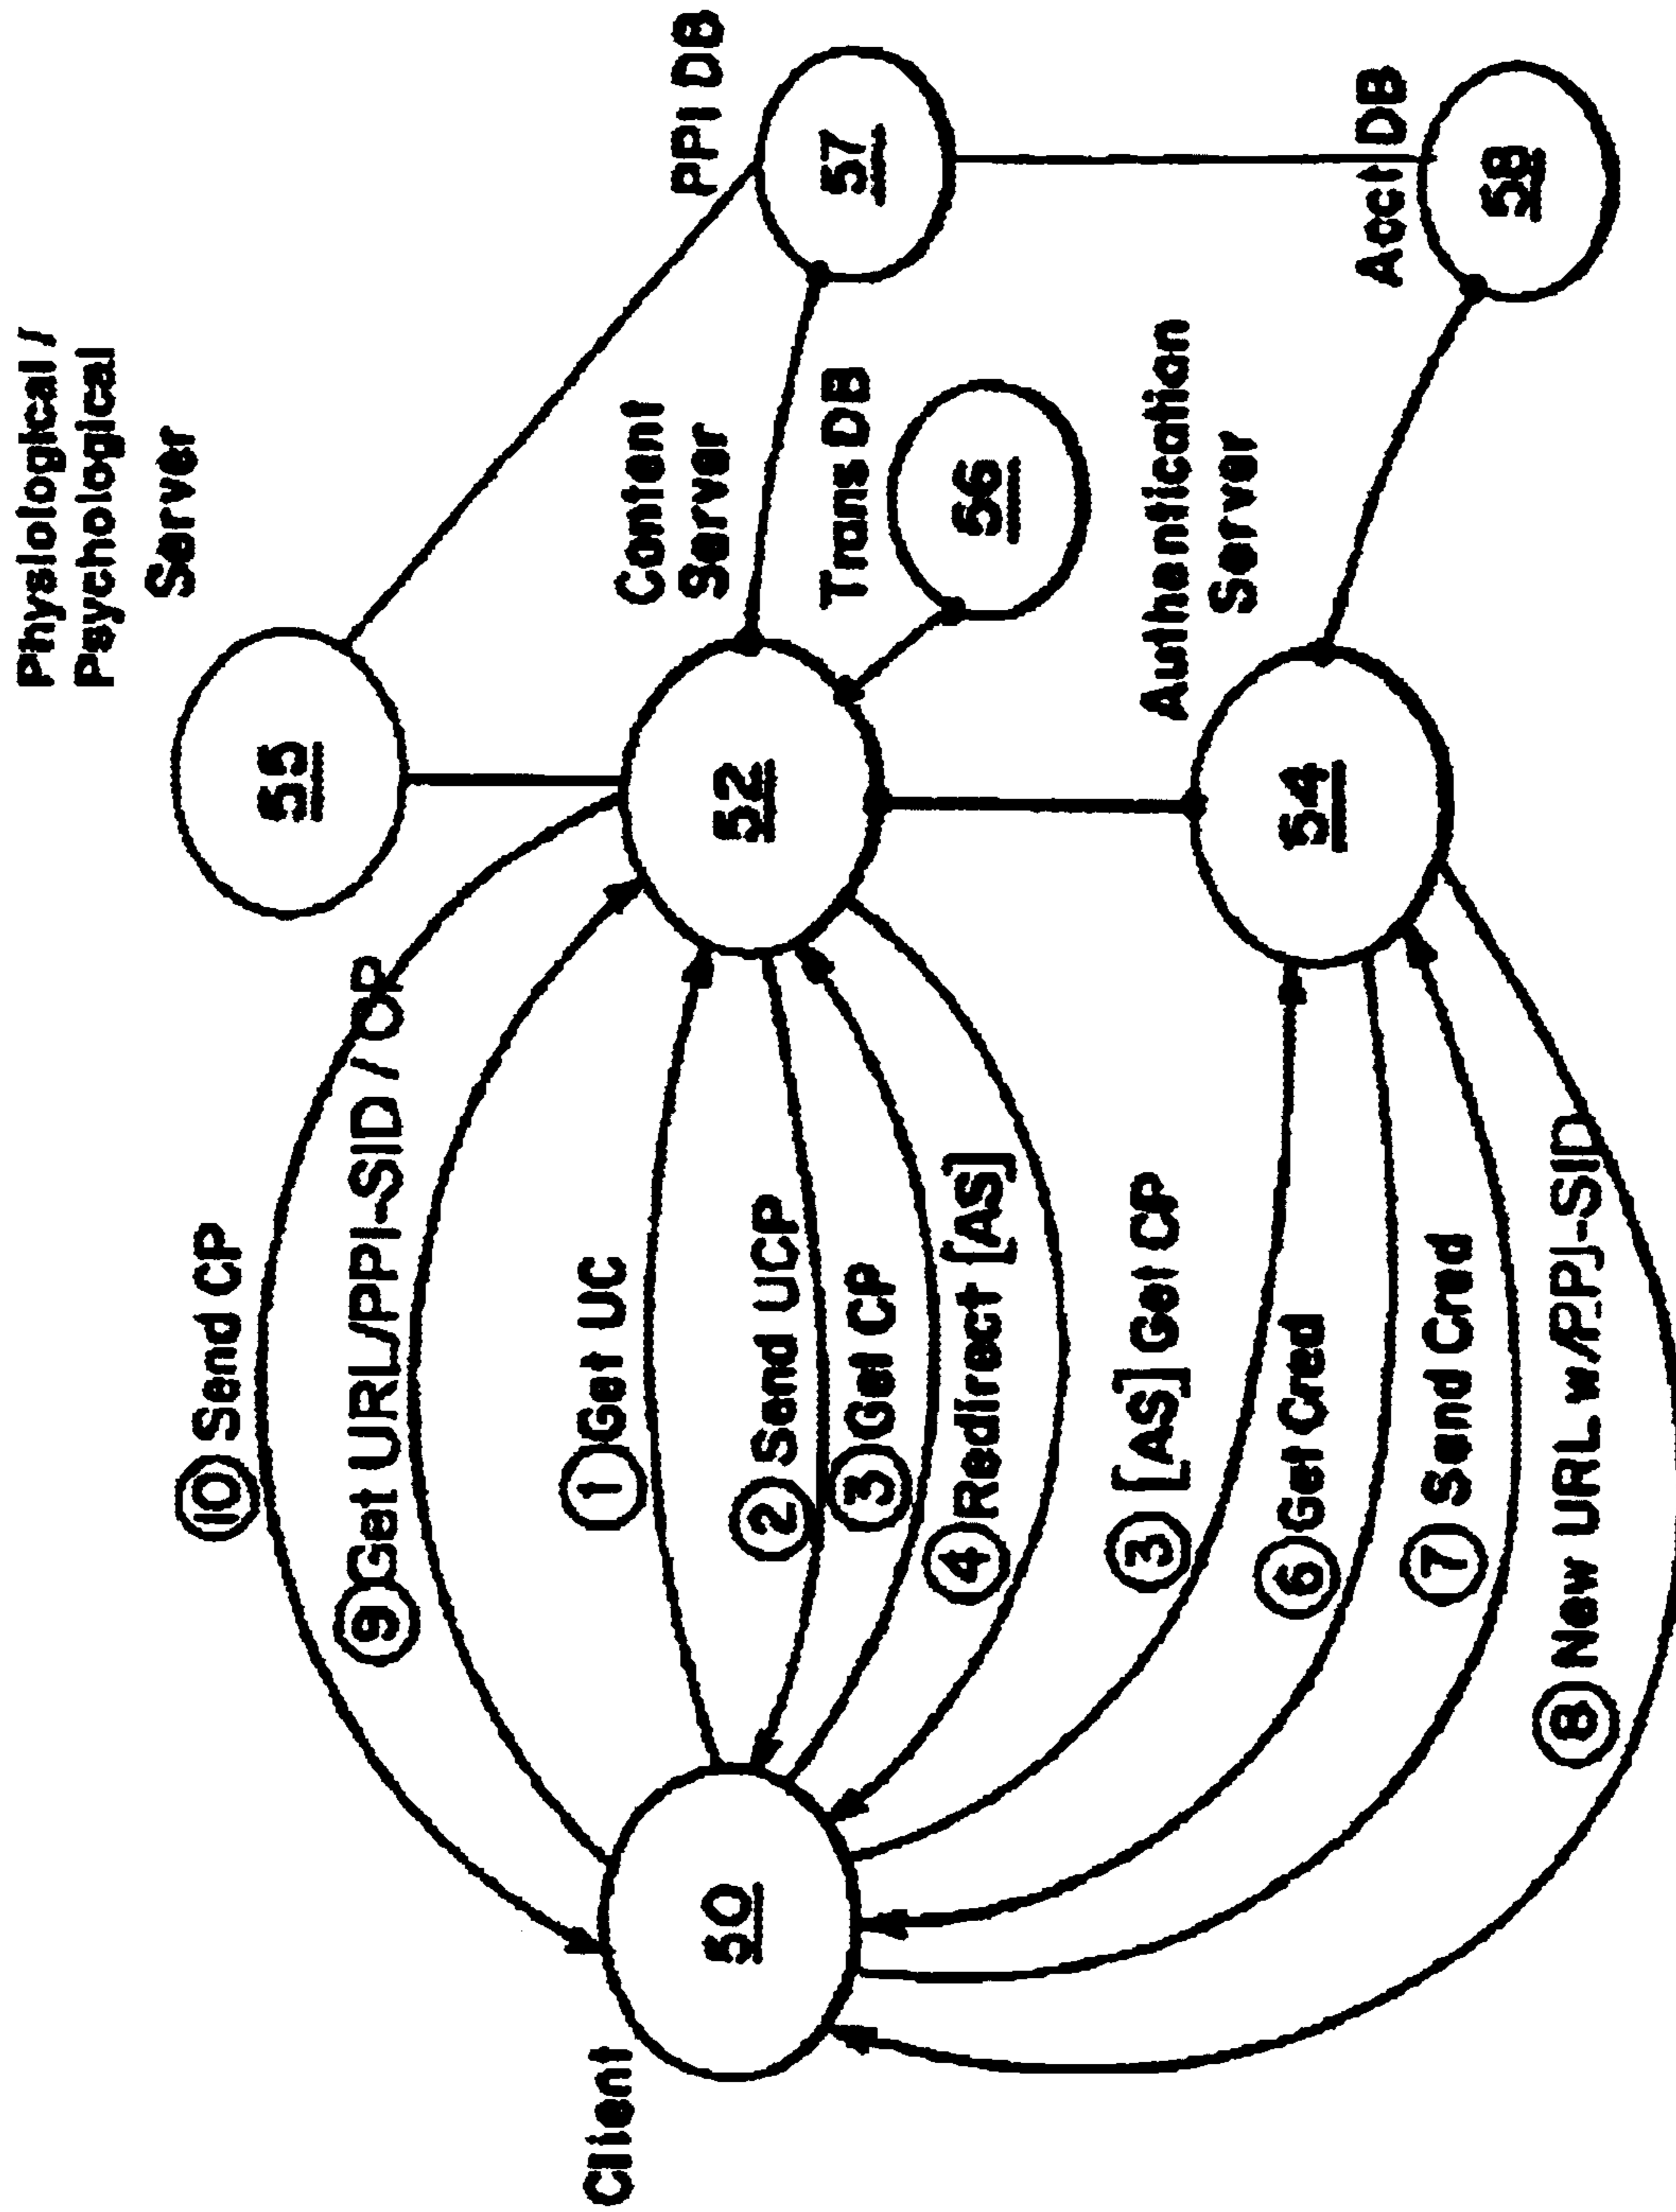 Physiological /
Psychological
Server
55
PPI DB
57
Content
Server
52
Trans DB
56
Authentication
Server
54
Acct DB
58
Client
50
⑩ Send CP
⑨ Get URL/PPI-SID / CP
① Get UC
② Send UCP
③ Get CP
④ Redirect [AS]
③ [AS] Get CP
⑥ Get Cred
⑦ Send Cred
⑧ New URL w/PPI-SID